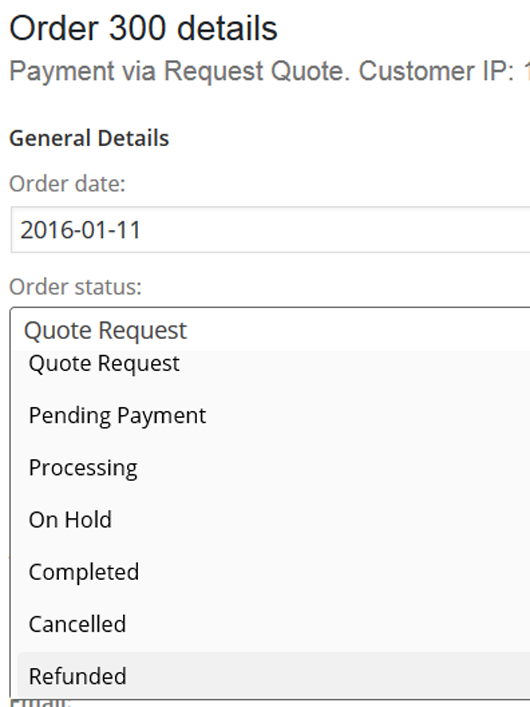 Order 300 details
Payment via Request Quote. Customer IP: 1
General Details
Order date:
2016-01-11
Order status:
Quote Request
Quote Request
Pending Payment
Processing
On Hold
Completed
Cancelled
Refunded
Email: